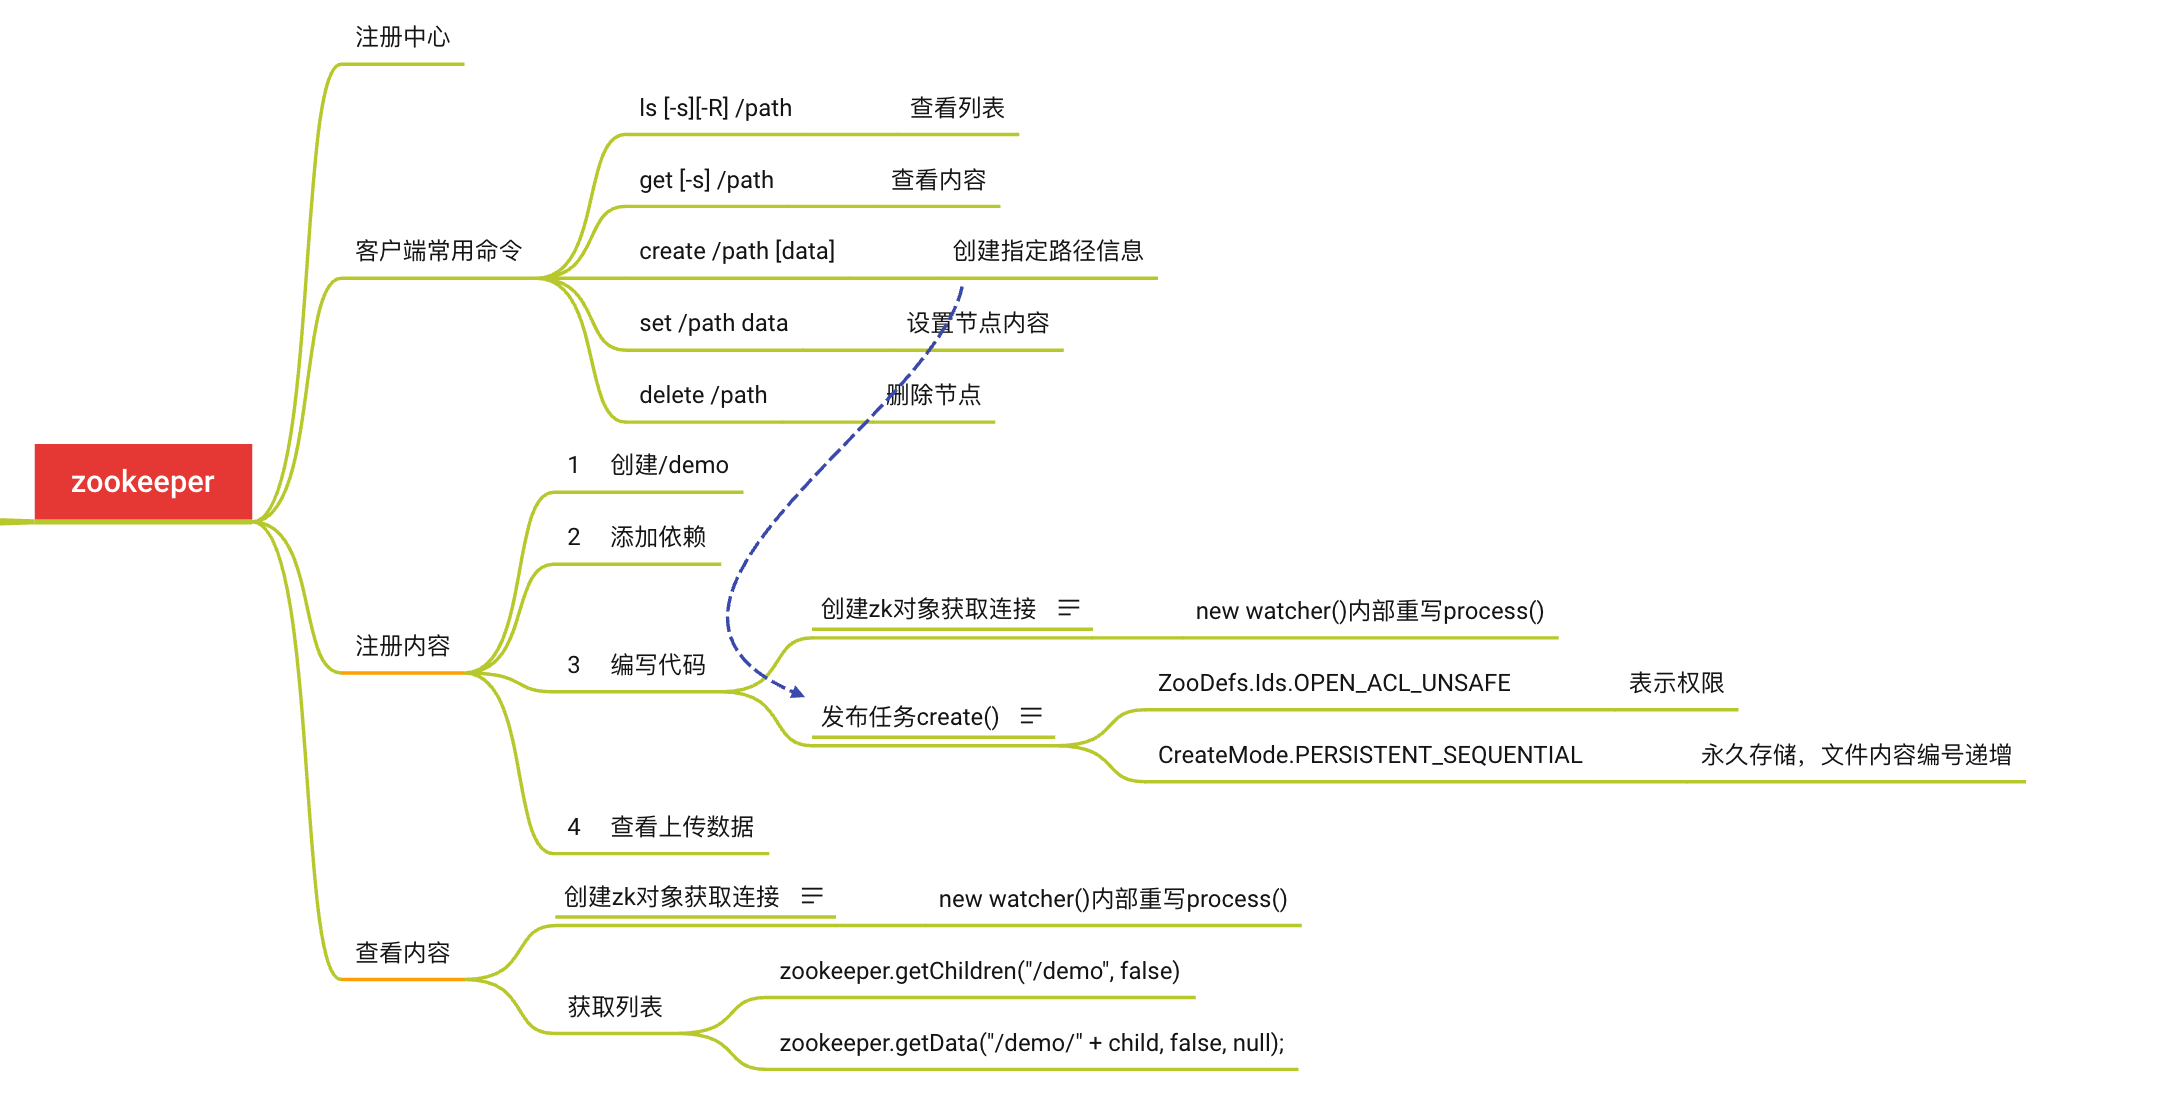 注册中心
ls [-s][-R] /path 查看列表
get [-s] /path 查看内容
客户端常用命令
create /path [data] 创建指定路径信息
set /path data 设置节点内容
delete /path 删除节点
zookeeper
1 创建/demo
2 添加依赖
注册内容
3 编写代码
创建zk对象获取连接 new watcher()内部重写process()
发布任务create()
ZooDefs.Ids.OPEN_ACL_UNSAFE 表示权限
CreateMode.PERSISTENT_SEQUENTIAL 永久存储，文件内容编号递增
4 查看上传数据
查看内容
创建zk对象获取连接 new watcher()内部重写process()
获取列表
zookeeper.getChildren("/demo", false)
zookeeper.getData("/demo/" + child, false, null);